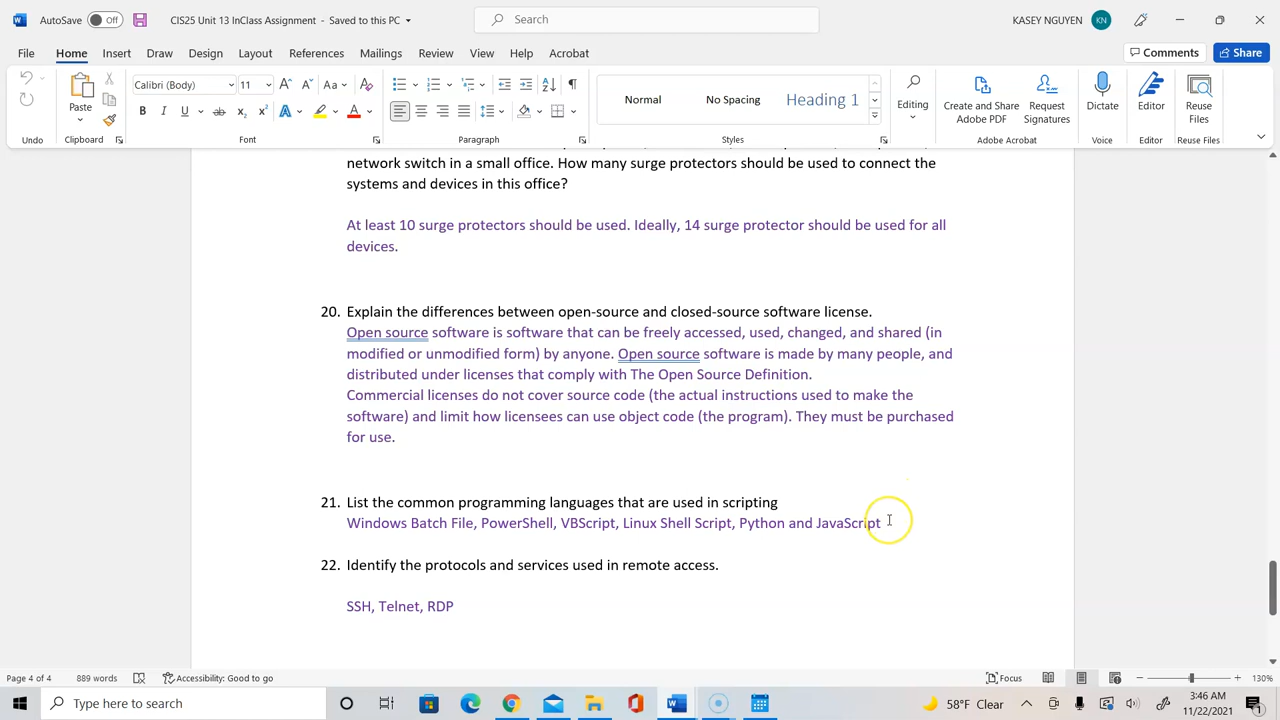 AutoSave Off CIS25 Unit 13 InClass Assignment - Saved to this PC Search KASEY NGUYEN KN
File Home Insert Draw Design Layout References Mailings Review View Help Acrobat Comments Share
Calibri (Body) 11 Aa
Paste
Normal No Spacing Heading 1
Editing
Create and Share Adobe PDF
Request Signatures
Dictate
Editor
Reuse Files
Undo Clipboard Font Paragraph Styles Adobe Acrobat Voice Editor Reuse Files
network switch in a small office. How many surge protectors should be used to connect the
systems and devices in this office?
At least 10 surge protectors should be used. Ideally, 14 surge protector should be used for all
devices.
20. Explain the differences between open-source and closed-source software license.
Open source software is software that can be freely accessed, used, changed, and shared (in
modified or unmodified form) by anyone. Open source software is made by many people, and
distributed under licenses that comply with The Open Source Definition.
Commercial licenses do not cover source code (the actual instructions used to make the
software) and limit how licensees can use object code (the program). They must be purchased
for use.
21. List the common programming languages that are used in scripting
Windows Batch File, PowerShell, VBScript, Linux Shell Script, Python and JavaScript
22. Identify the protocols and services used in remote access.
SSH, Telnet, RDP
Page 4 of 4 889 words Accessibility: Good to go Focus 130%
Type here to search 58°F Clear 3:46 AM
11/22/2021